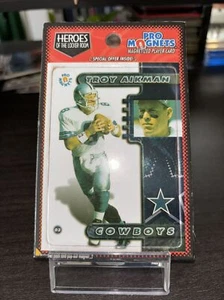 HEROES
OF THE LOCKER ROOM
PRO
MAGNETS
MAGNETIZED PLAYER CARD
SPECIAL OFFER INSIDE!
TROY AIKMAN
COWBOYS